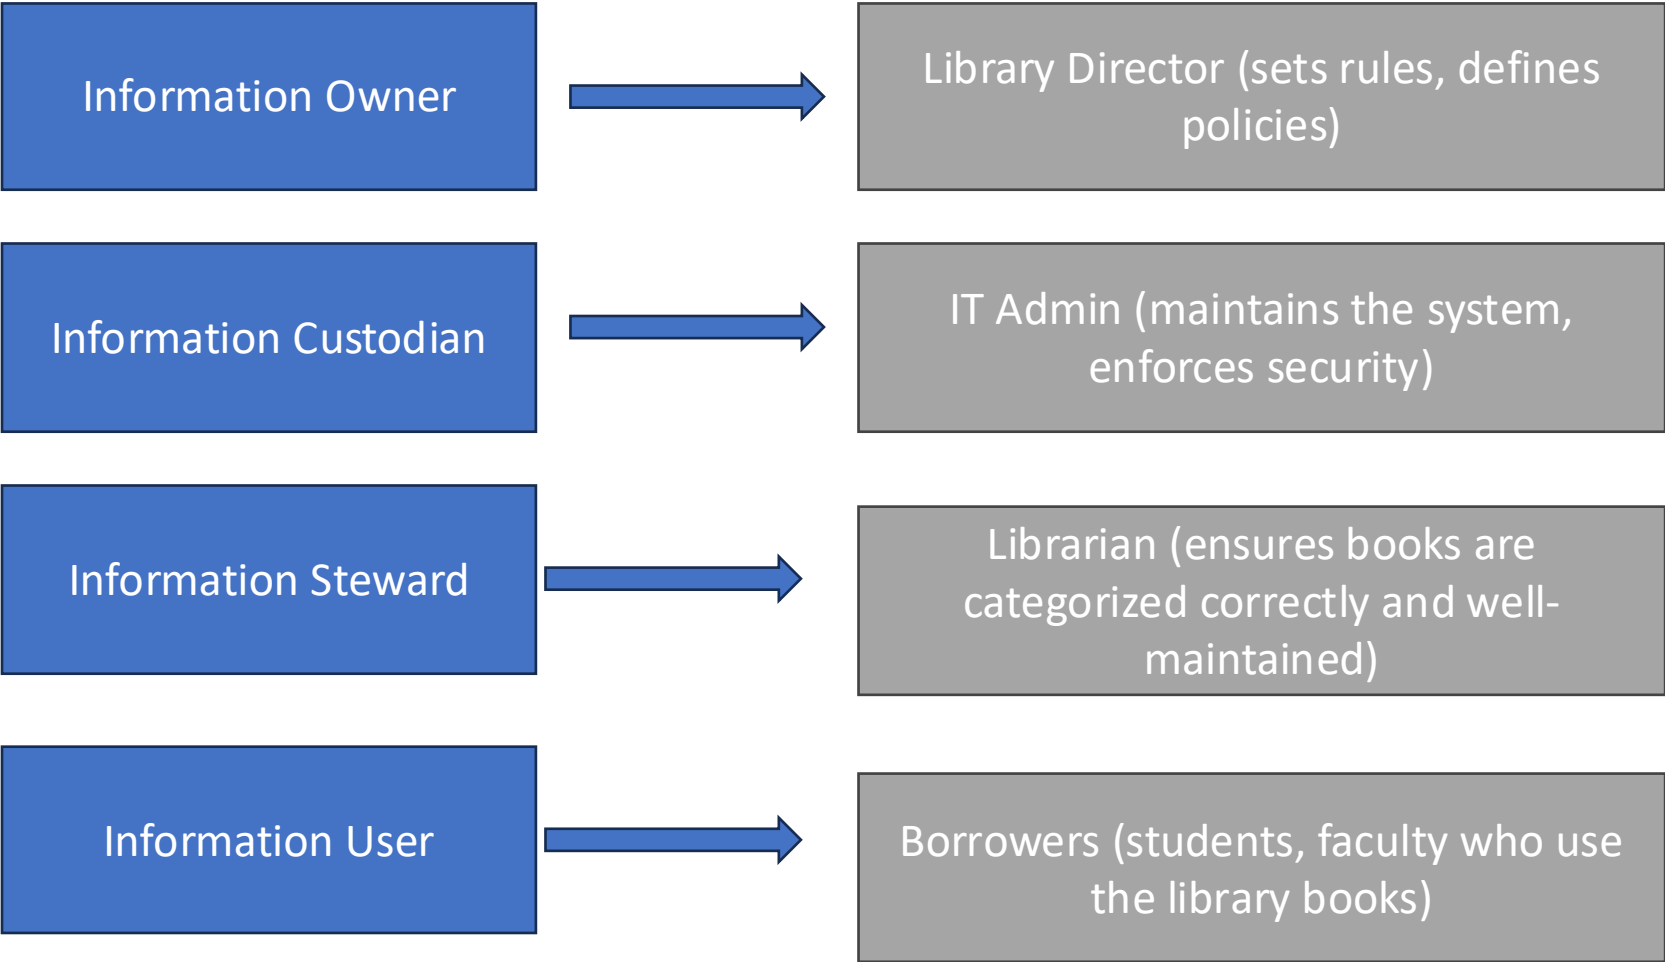 Information Owner
Library Director (sets rules, defines
policies)
Information Custodian
IT Admin (maintains the system,
enforces security)
Information Steward
Librarian (ensures books are
categorized correctly and well-
maintained)
Information User
Borrowers (students, faculty who use
the library books)